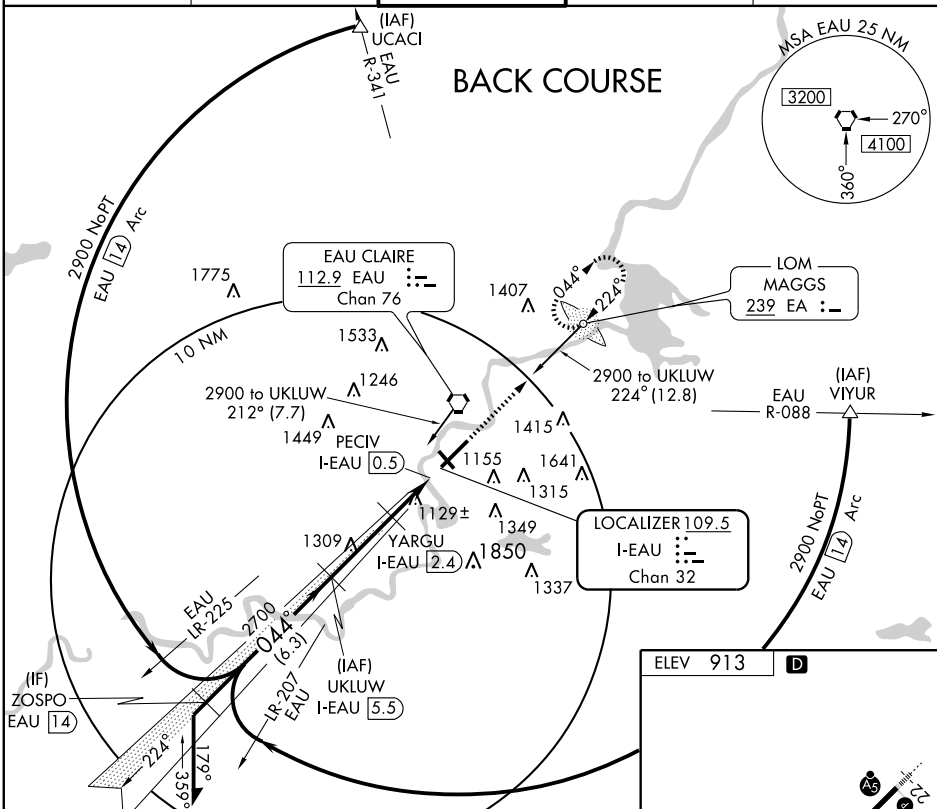 (IAF)
UCACI
EAU
R-341
BACK COURSE
MSA EAU 25 NM
3200
270°
4100
360°
2900 NoPT
EAU 14 Arc
EAU CLAIRE
112.9 EAU
Chan 76
1775
1407
044°
224°
LOM
MAGGS
239 EA
10 NM
1533
1246
2900 to UKLUW
212° (7.7)
1449
2900 to UKLUW
224° (12.8)
EAU
R-088
(IAF)
VIYUR
1415
PECIV
I-EAU 0.5
1155
1641
1315
1129±
1349
1309
YARGU
I-EAU 2.4
1850
1337
LOCALIZER 109.5
I-EAU
Chan 32
2900 NoPT
EAU 14 Arc
EAU
LR-225
2700
044°
(6.3)
(IAF)
UKLUW
I-EAU 5.5
LR-207
EAU
(IF)
ZOSPO
EAU 14
224°
359°
179°
ELEV 913 D
A5
22